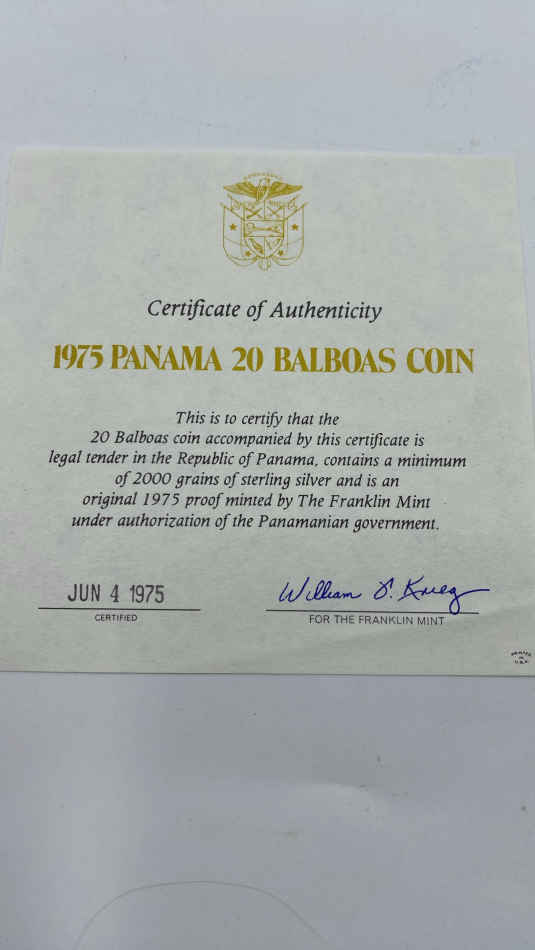 Certificate of Authenticity
1975 PANAMA 20 BALBOAS COIN
This is to certify that the
20 Balboas coin accompanied by this certificate is
legal tender in the Republic of Panama, contains a minimum
of 2000 grains of sterling silver and is an
original 1975 proof minted by The Franklin Mint
under authorization of the Panamanian government.
JUN 4 1975
CERTIFIED
William
FOR THE FRANKLIN MINT
PRINTED
IN
U.S.A.